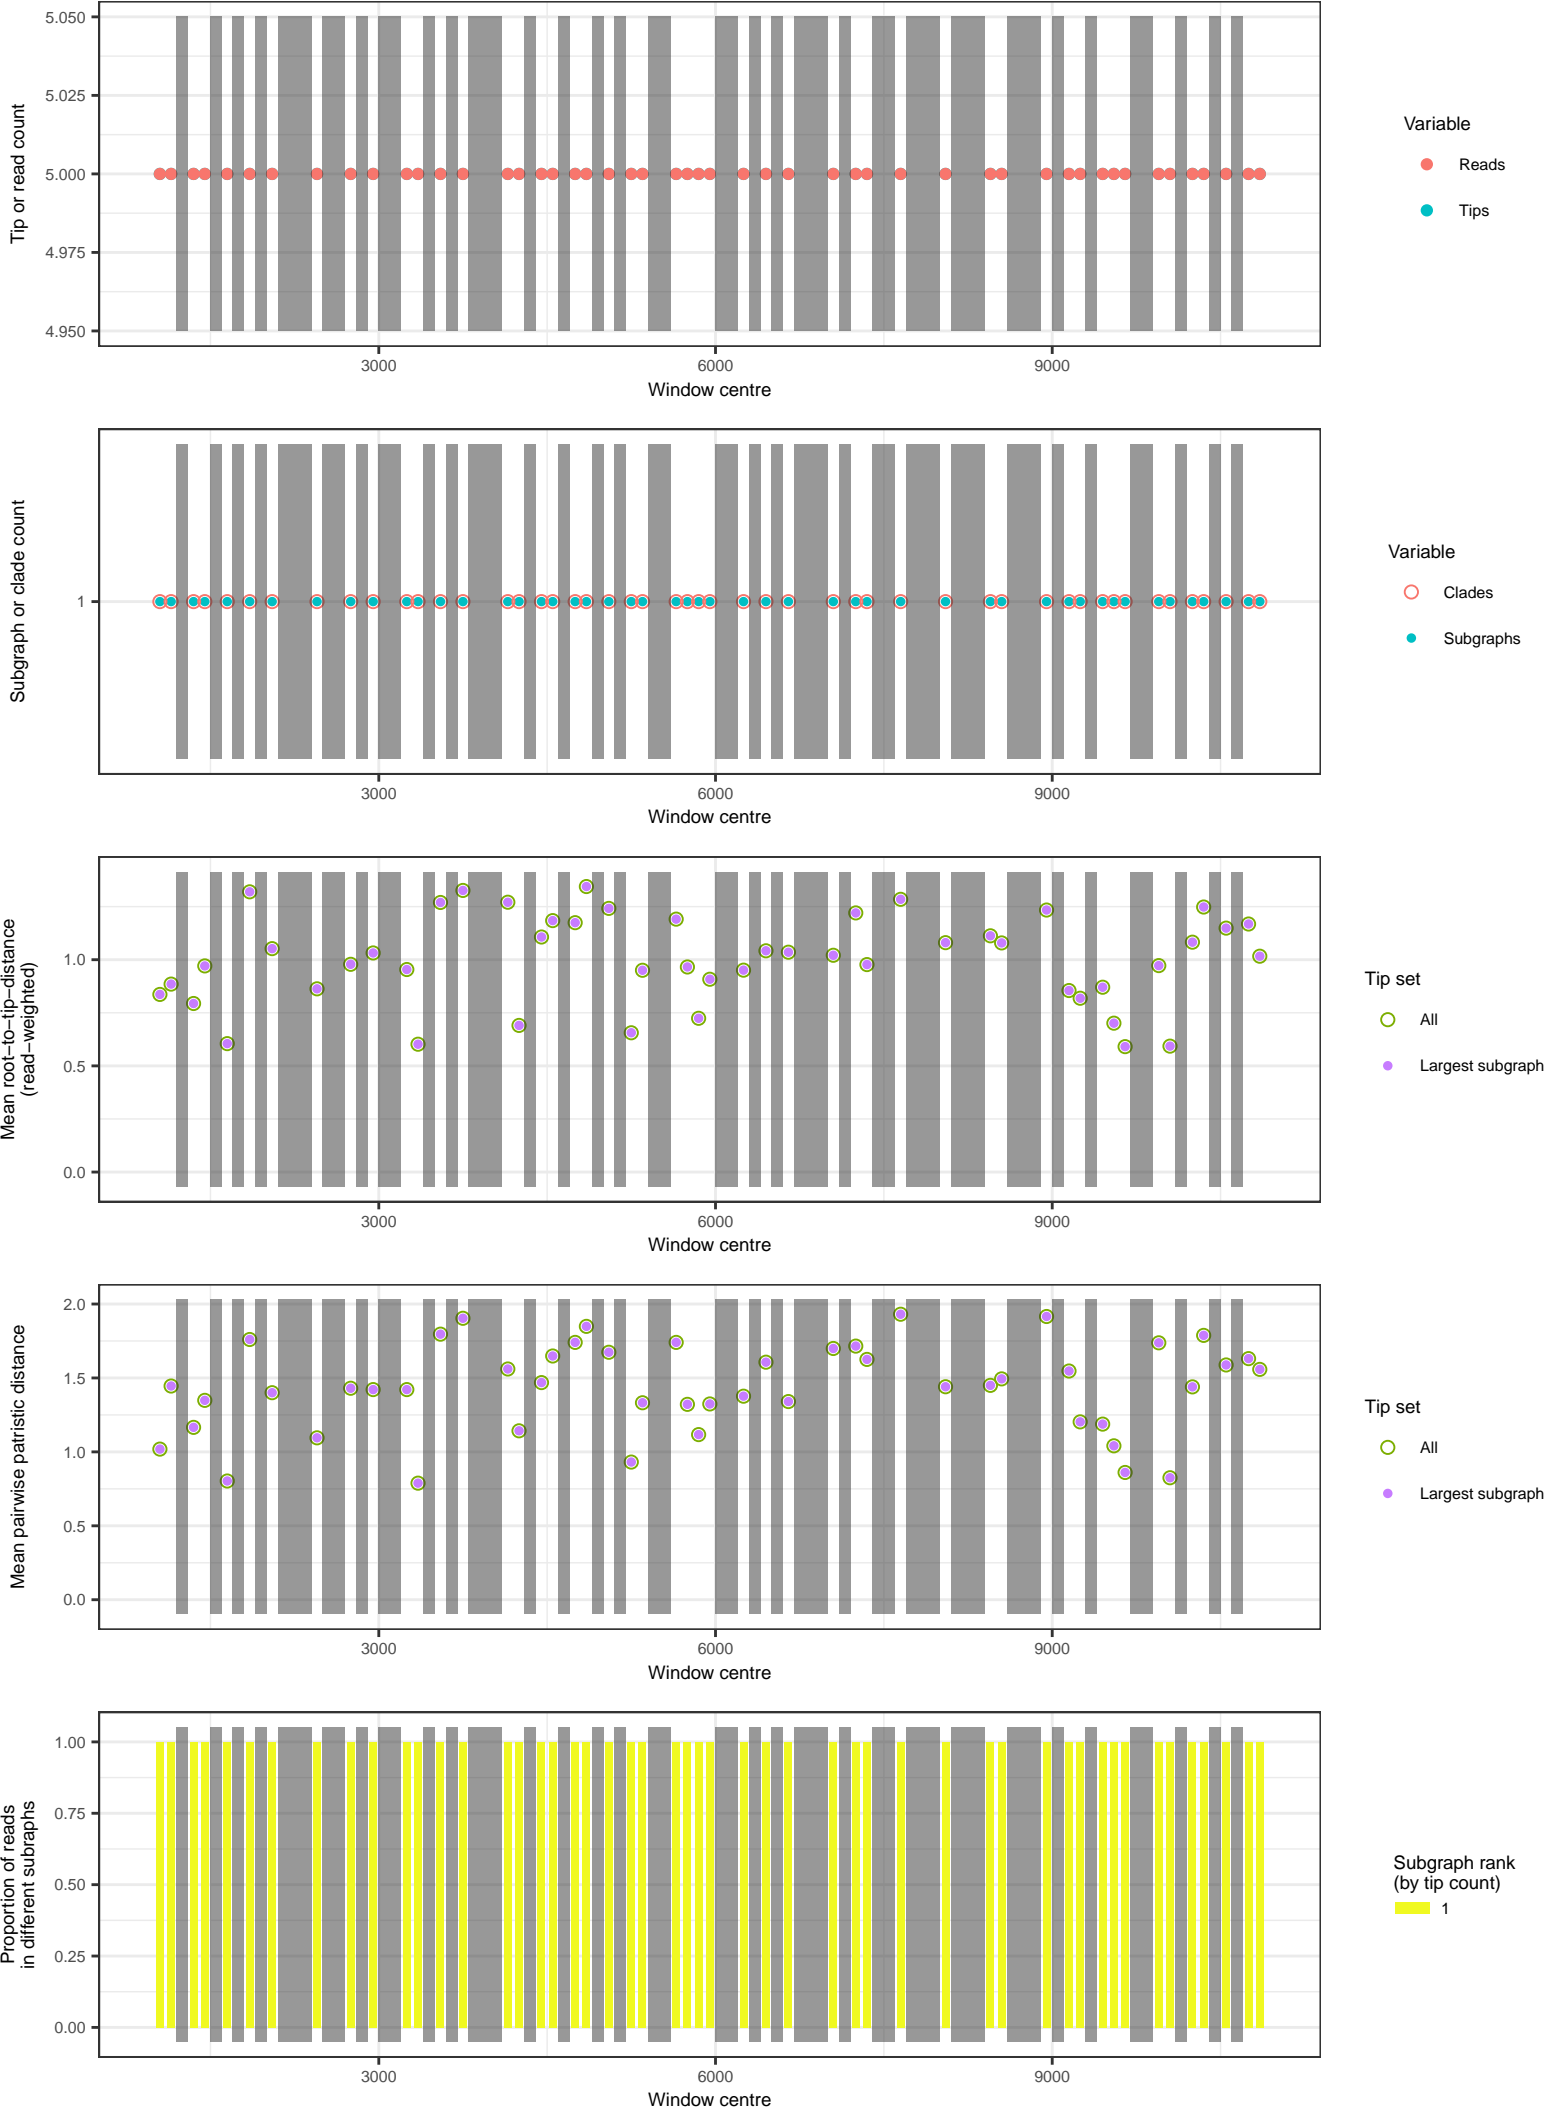 5.050
5.025
5.000
4.975
4.950
Tip or read count
3000 6000 9000
Window centre
Variable
Reads
Tips
Subgraph or clade count
1
3000 6000 9000
Window centre
Variable
Clades
Subgraphs
Mean root−to−tip−distance
(read−weighted)
1.0
0.5
0.0
3000 6000 9000
Window centre
Tip set
All
Largest subgraph
Mean pairwise patristic distance
2.0
1.5
1.0
0.5
0.0
3000 6000 9000
Window centre
Tip set
All
Largest subgraph
Proportion of reads
in different subraphs
1.00
0.75
0.50
0.25
0.00
3000 6000 9000
Window centre
Subgraph rank
(by tip count)
1